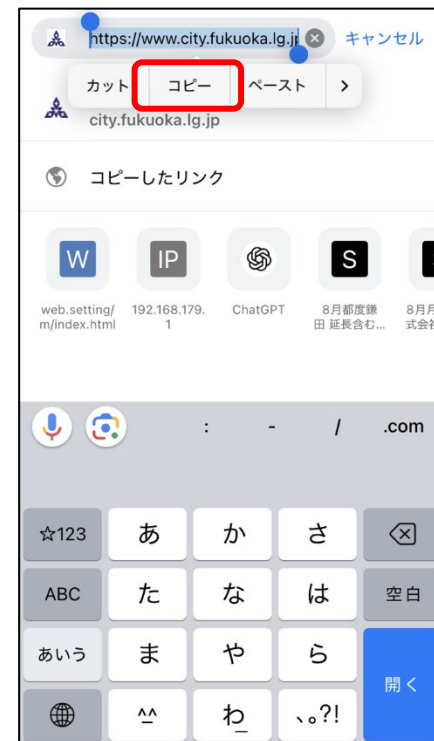 https://www.city.fukuoka.lg.jp キャンセル
カット コピー ペースト >
city.fukuoka.lg.jp
コピーしたリンク
W IP S
web.setting/ 192.168.179. ChatGPT 8月都度鎌 8月月
m/index.html 1 田 延長含む... 式会社
: - / .com
☆123 あ か さ
ABC た な は 空白
あいう ま や ら 開く
^^ わ 、。?!